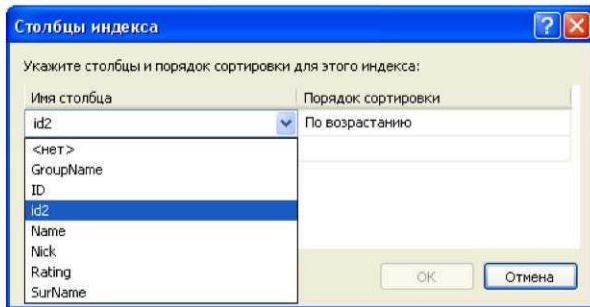 Столбцы индекса
Укажите столбцы и порядок сортировки для этого индекса:
Имя столбца Порядок сортировки
id2 По возрастанию
<нет>
GroupName
ID
id2
Name
Nick
Rating
SurName
OK Отмена